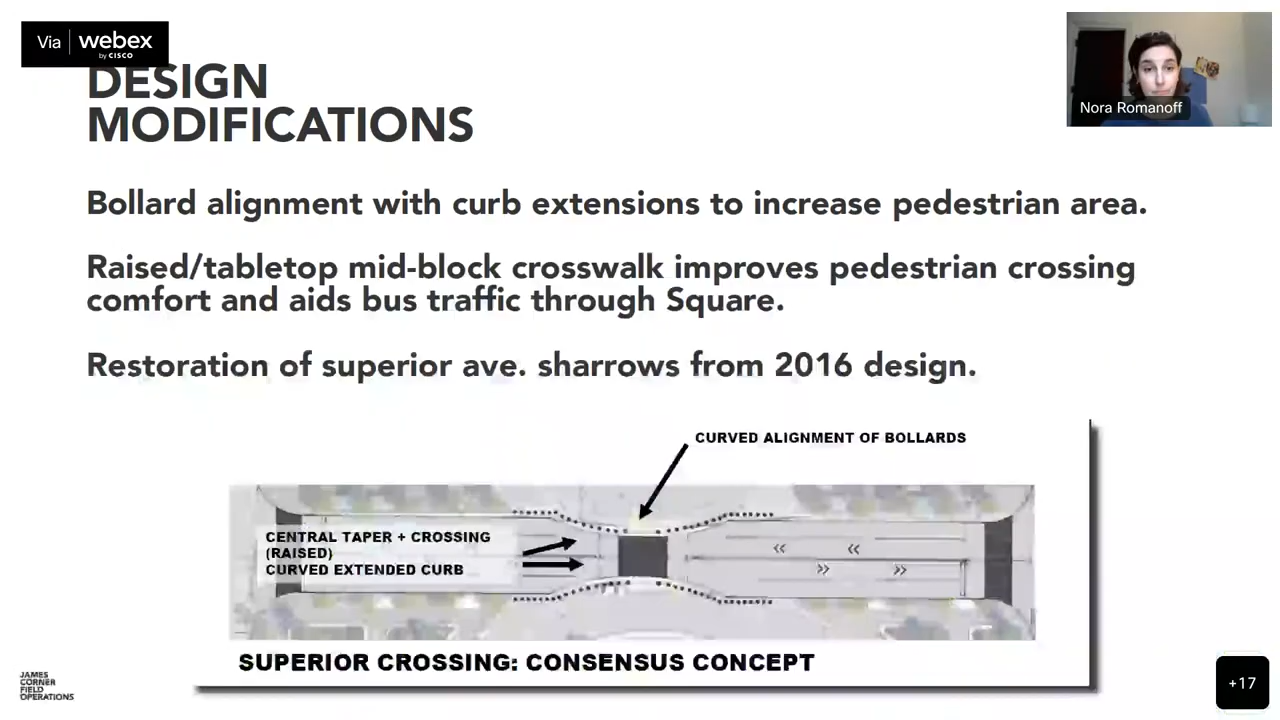 Via webex
by CISCO
DESIGN
MODIFICATIONS
Nora Romanoff
Bollard alignment with curb extensions to increase pedestrian area.
Raised/tabletop mid-block crosswalk improves pedestrian crossing
comfort and aids bus traffic through Square.
Restoration of superior ave. sharrows from 2016 design.
CURVED ALIGNMENT OF BOLLARDS
CENTRAL TAPER + CROSSING
(RAISED)
CURVED EXTENDED CURB
SUPERIOR CROSSING: CONSENSUS CONCEPT
JAMES
CORNER
FIELD
OPERATIONS
+17